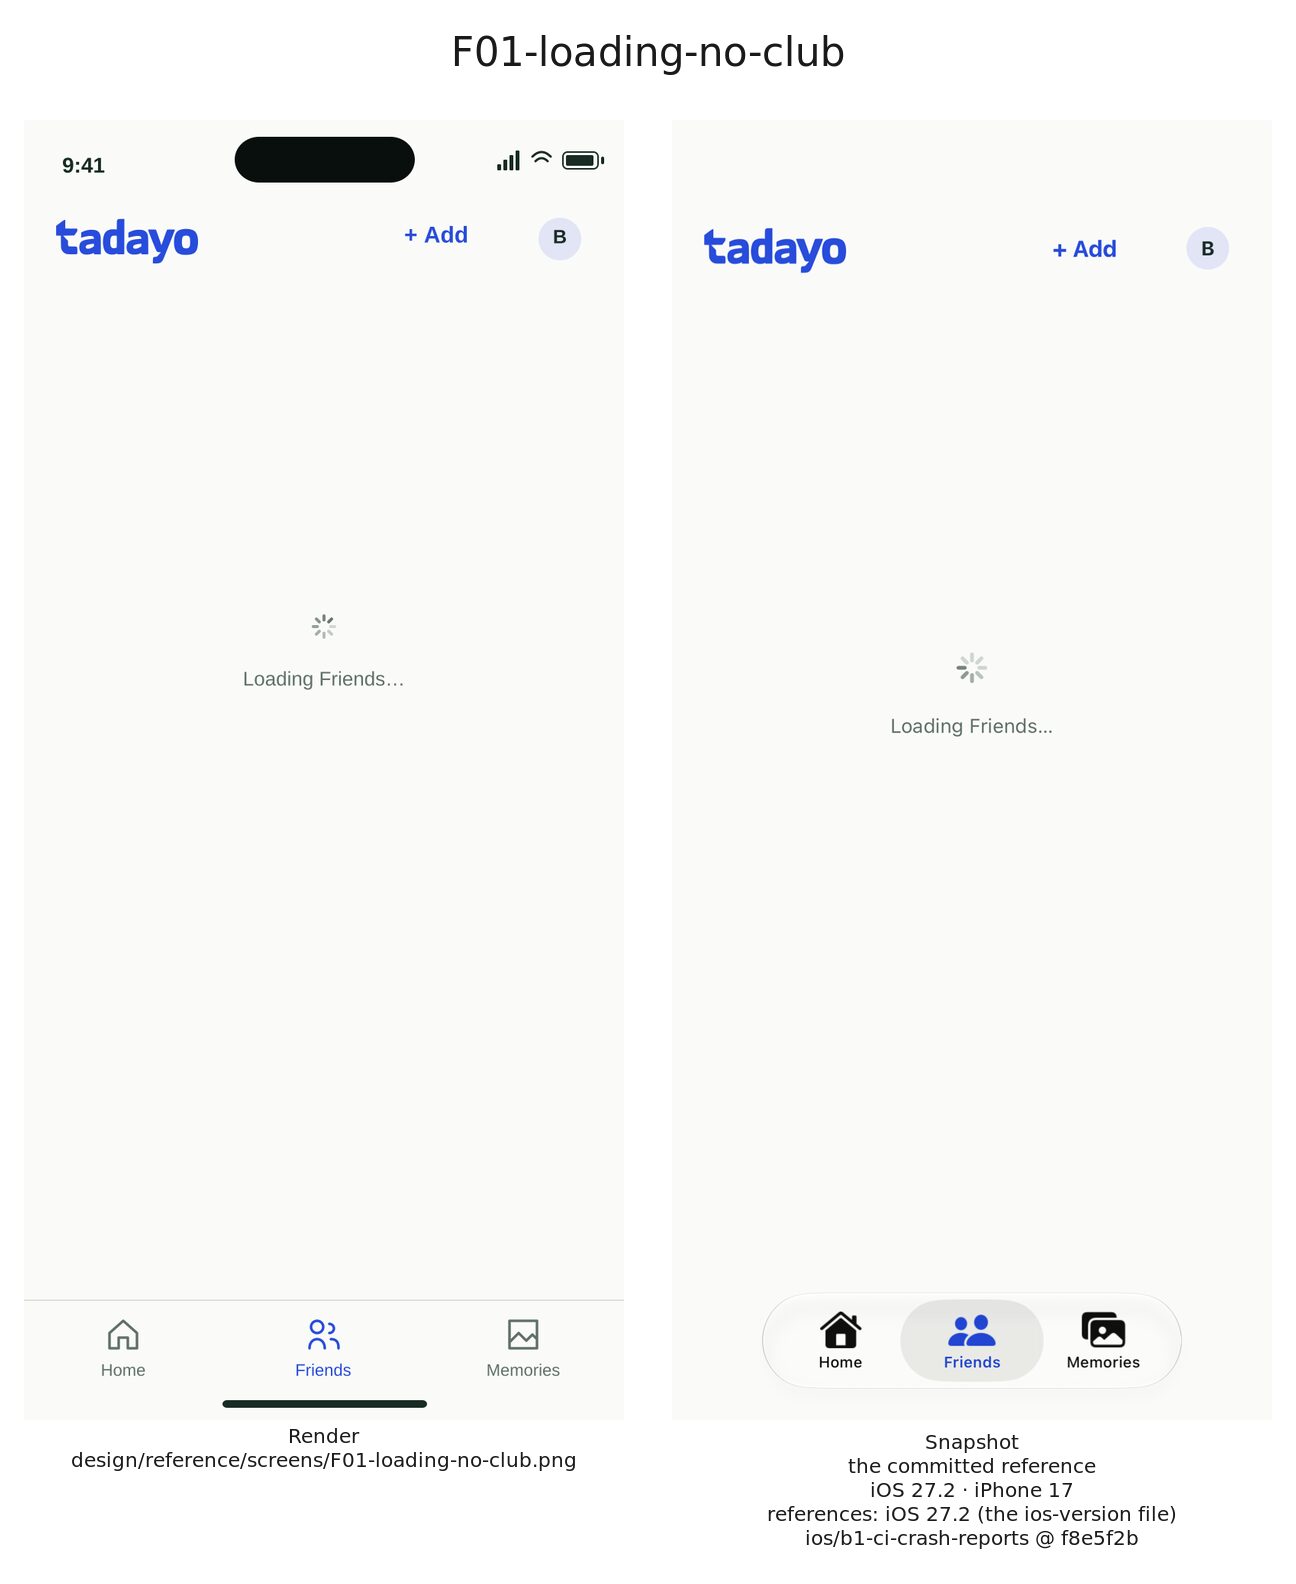 F01-loading-no-club
9:41
tadayo
+ Add
B
Loading Friends...
Home
Friends
Memories
Render
design/reference/screens/F01-loading-no-club.png
tadayo
+ Add
B
Loading Friends...
Home
Friends
Memories
Snapshot
the committed reference
iOS 27.2 · iPhone 17
references: iOS 27.2 (the ios-version file)
ios/b1-ci-crash-reports @ f8e5f2b